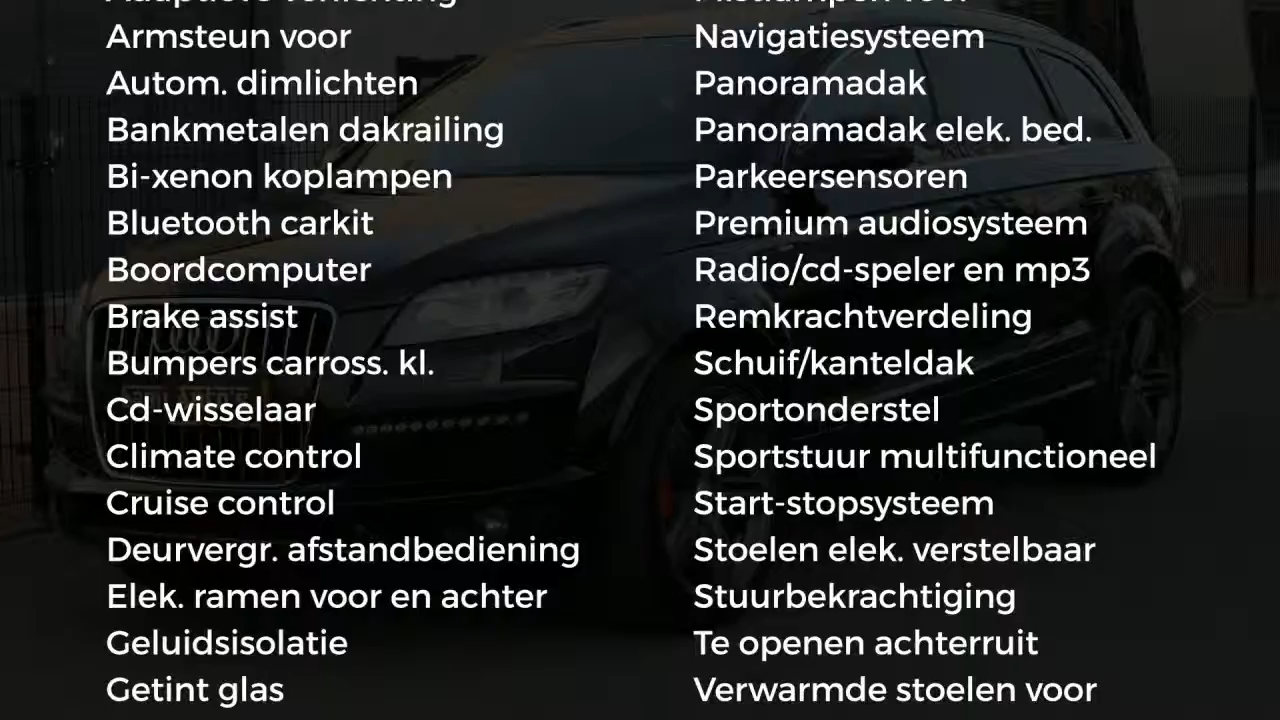 Armsteun voor
Autom. dimlichten
Bankmetalen dakrailing
Bi-xenon koplampen
Bluetooth carkit
Boordcomputer
Brake assist
Bumpers carross. kl.
Cd-wisselaar
Climate control
Cruise control
Deurvergr. afstandbediening
Elek. ramen voor en achter
Geluidsisolatie
Getint glas
Navigatiesysteem
Panoramadak
Panoramadak elek. bed.
Parkeersensoren
Premium audiosysteem
Radio/cd-speler en mp3
Remkrachtverdeling
Schuif/kanteldak
Sportonderstel
Sportstuur multifunctioneel
Start-stopsysteem
Stoelen elek. verstelbaar
Stuurbekrachtiging
Te openen achterruit
Verwarmde stoelen voor